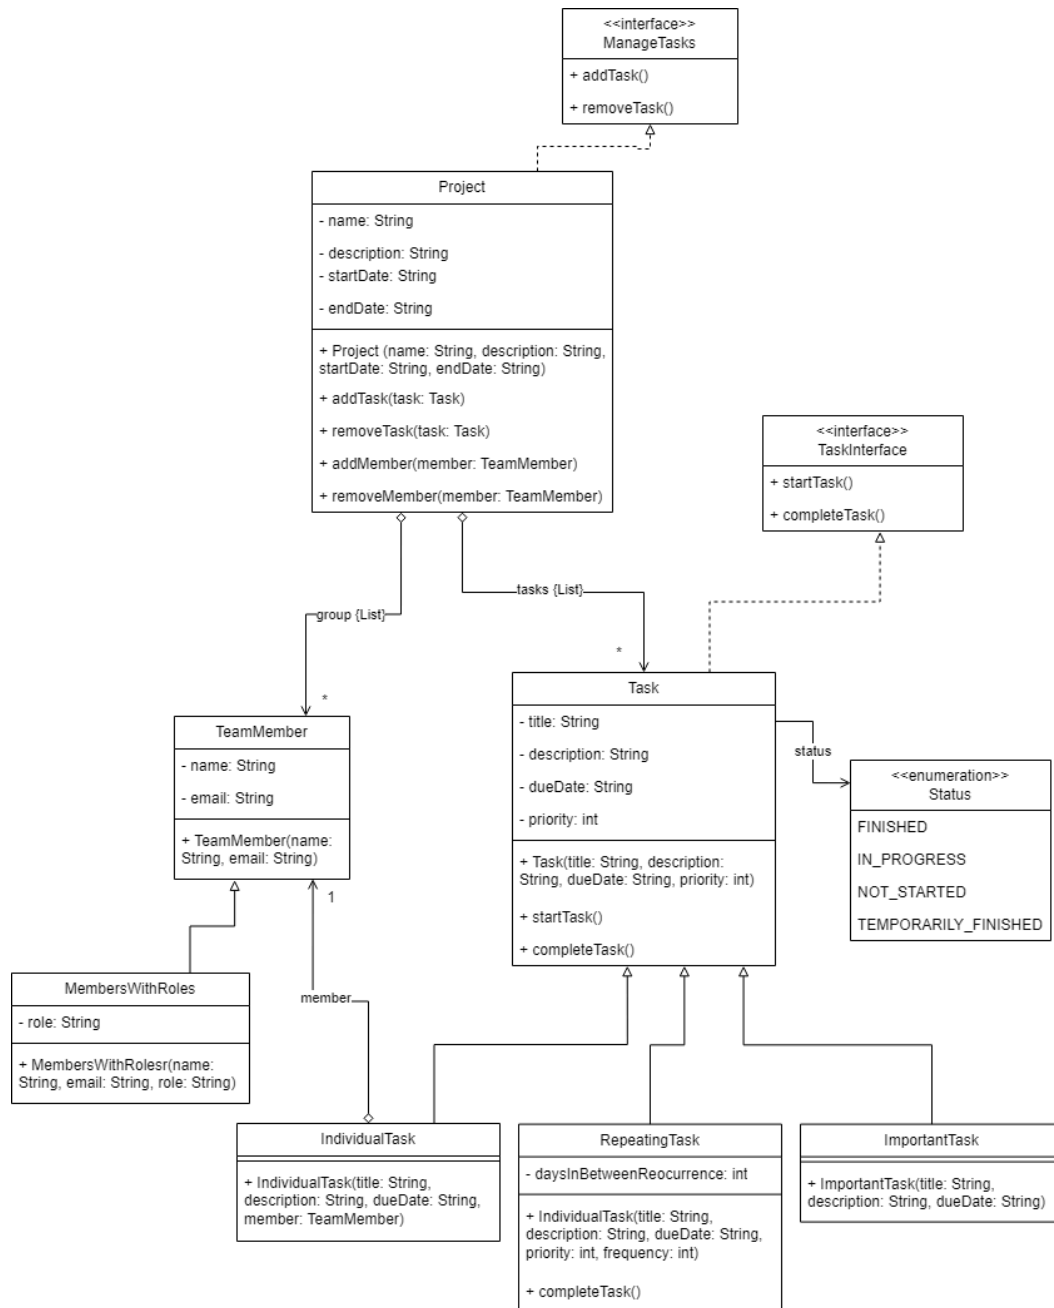 <<interface>>
ManageTasks
+ addTask()
+ removeTask()
Project
- name: String
- description: String
- startDate: String
- endDate: String
+ Project (name: String, description: String,
startDate: String, endDate: String)
+ addTask(task: Task)
+ removeTask(task: Task)
+ addMember(member: TeamMember)
+ removeMember(member: TeamMember)
<<interface>>
TaskInterface
+ startTask()
+ completeTask()
group {List}
*
tasks {List}
*
TeamMember
- name: String
- email: String
+ TeamMember(name:
String, email: String)
Task
- title: String
- description: String
- dueDate: String
- priority: int
+ Task(title: String, description:
String, dueDate: String, priority: int)
+ startTask()
+ completeTask()
status
<<enumeration>>
Status
FINISHED
IN_PROGRESS
NOT_STARTED
TEMPORARILY_FINISHED
1
member
MembersWithRoles
- role: String
+ MembersWithRolesr(name:
String, email: String, role: String)
IndividualTask
+ IndividualTask(title: String,
description: String, dueDate: String,
member: TeamMember)
RepeatingTask
- daysInBetweenReocurrence: int
+ IndividualTask(title: String,
description: String, dueDate: String,
priority: int, frequency: int)
+ completeTask()
ImportantTask
+ ImportantTask(title: String,
description: String, dueDate: String)